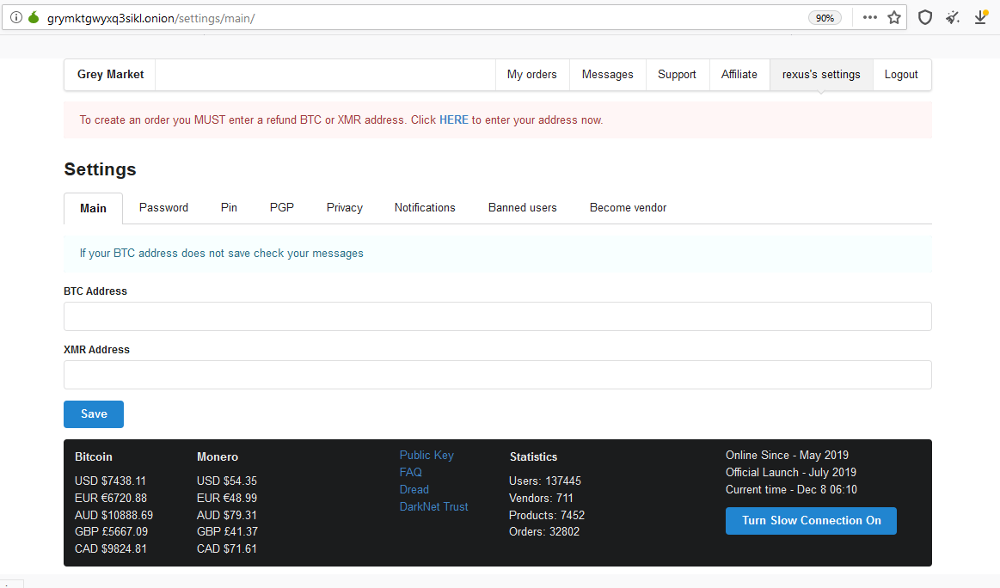 grymktgwyxq3sikl.onion/settings/main/
90%
Grey Market
My orders
Messages
Support
Affiliate
rexus's settings
Logout
To create an order you MUST enter a refund BTC or XMR address. Click HERE to enter your address now.
Settings
Main
Password
Pin
PGP
Privacy
Notifications
Banned users
Become vendor
If your BTC address does not save check your messages
BTC Address
XMR Address
Save
Bitcoin
USD $7438.11
EUR €6720.88
AUD $10888.69
GBP £5667.09
CAD $9824.81
Monero
USD $54.35
EUR €48.99
AUD $79.31
GBP £41.37
CAD $71.61
Public Key
FAQ
Dread
DarkNet Trust
Statistics
Users: 137445
Vendors: 711
Products: 7452
Orders: 32802
Online Since - May 2019
Official Launch - July 2019
Current time - Dec 8 06:10
Turn Slow Connection On